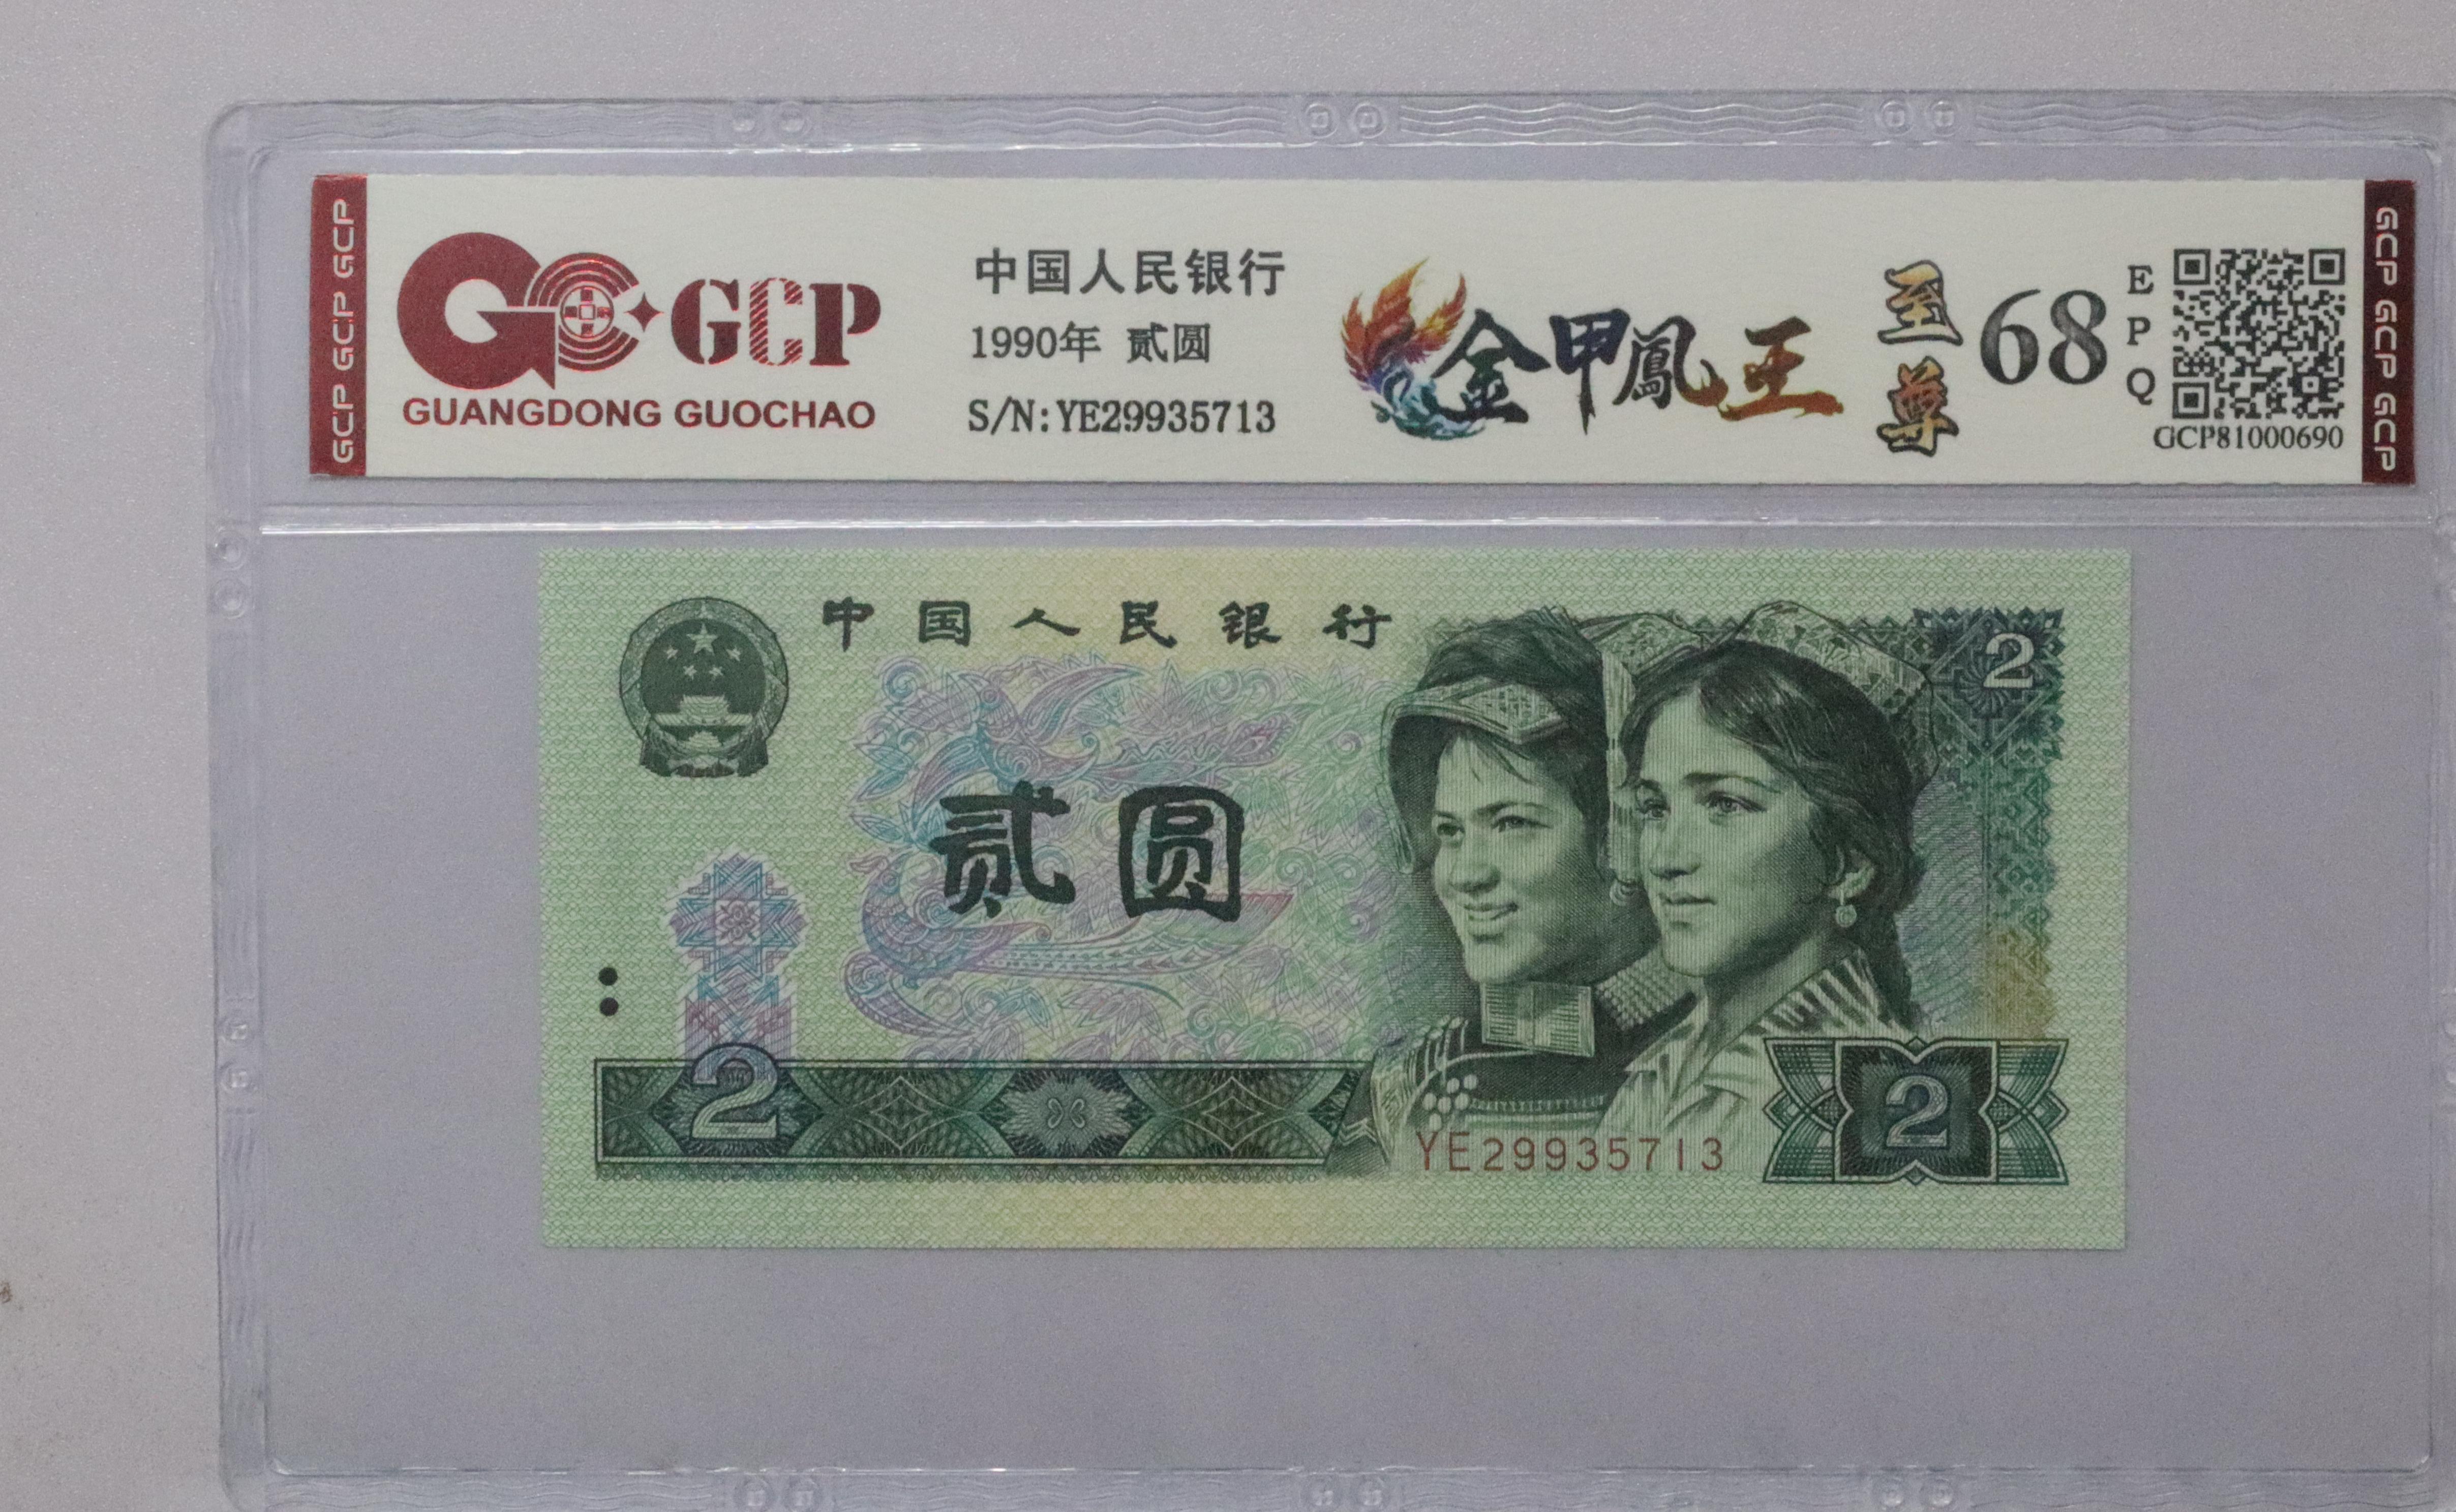 GCP GCP GCP
GCP
GUANGDONG GUOCHAO
中国人民银行
1990年 贰圆
S/N:YE29935713
金甲鳳王
至尊
68
EPQ
GCP81000690
GCP GCP GCP
中国人民银行
2
贰圆
2
YE29935713
2